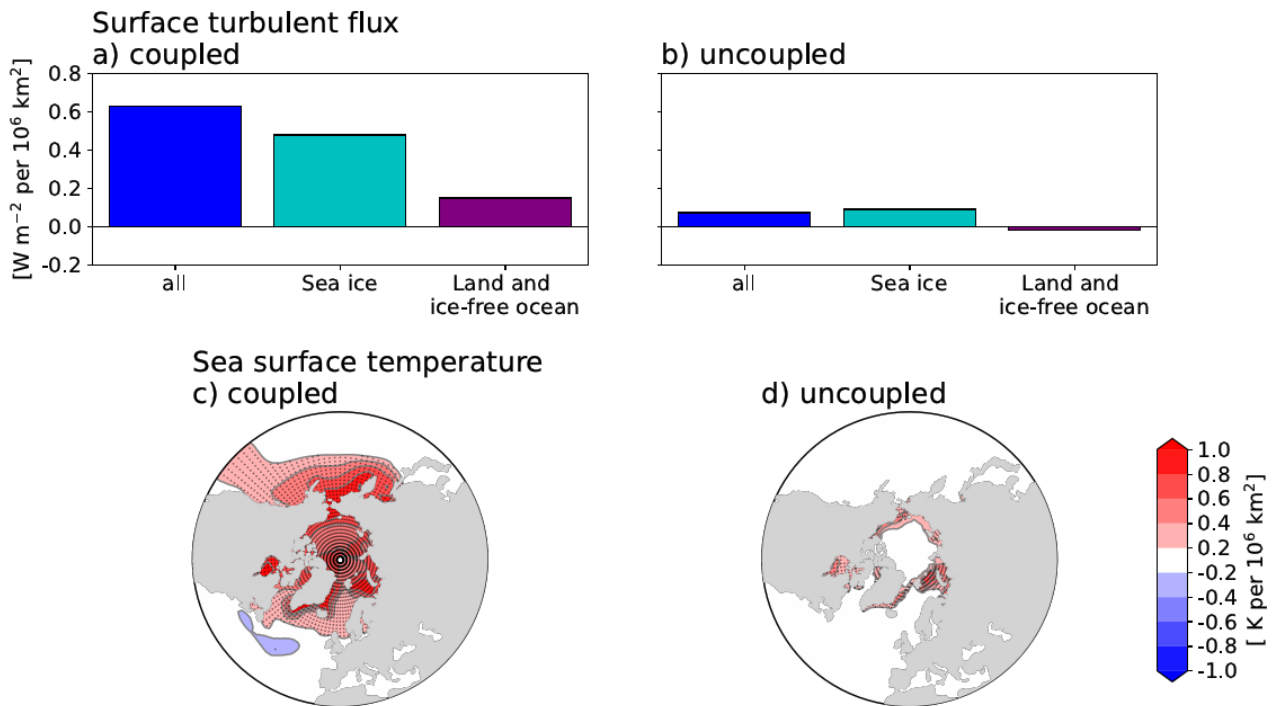 Surface turbulent flux
a) coupled
b) uncoupled
[W m⁻² per 10⁶ km²]
0.8
0.6
0.4
0.2
0.0
-0.2
all
Sea ice
Land and
ice-free ocean
all
Sea ice
Land and
ice-free ocean
Sea surface temperature
c) coupled
d) uncoupled
1.0
0.8
0.6
0.4
0.2
-0.2
-0.4
-0.6
-0.8
-1.0
[ K per 10⁶ km²]